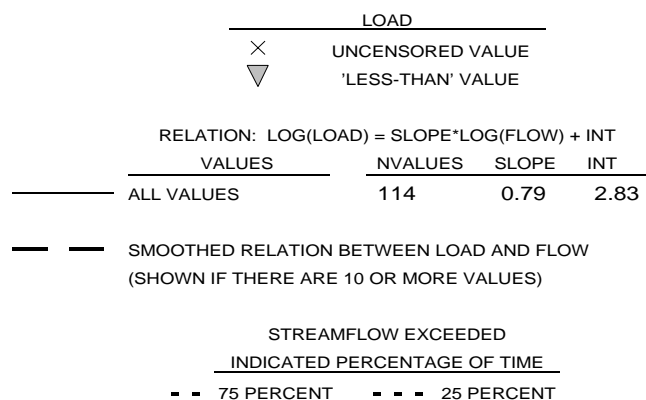 LOAD
UNCENSORED VALUE
'LESS-THAN' VALUE
RELATION: LOG(LOAD) = SLOPE*LOG(FLOW) + INT
VALUES NVALUES SLOPE INT
ALL VALUES 114 0.79 2.83
SMOOTHED RELATION BETWEEN LOAD AND FLOW
(SHOWN IF THERE ARE 10 OR MORE VALUES)
STREAMFLOW EXCEEDED
INDICATED PERCENTAGE OF TIME
75 PERCENT 25 PERCENT